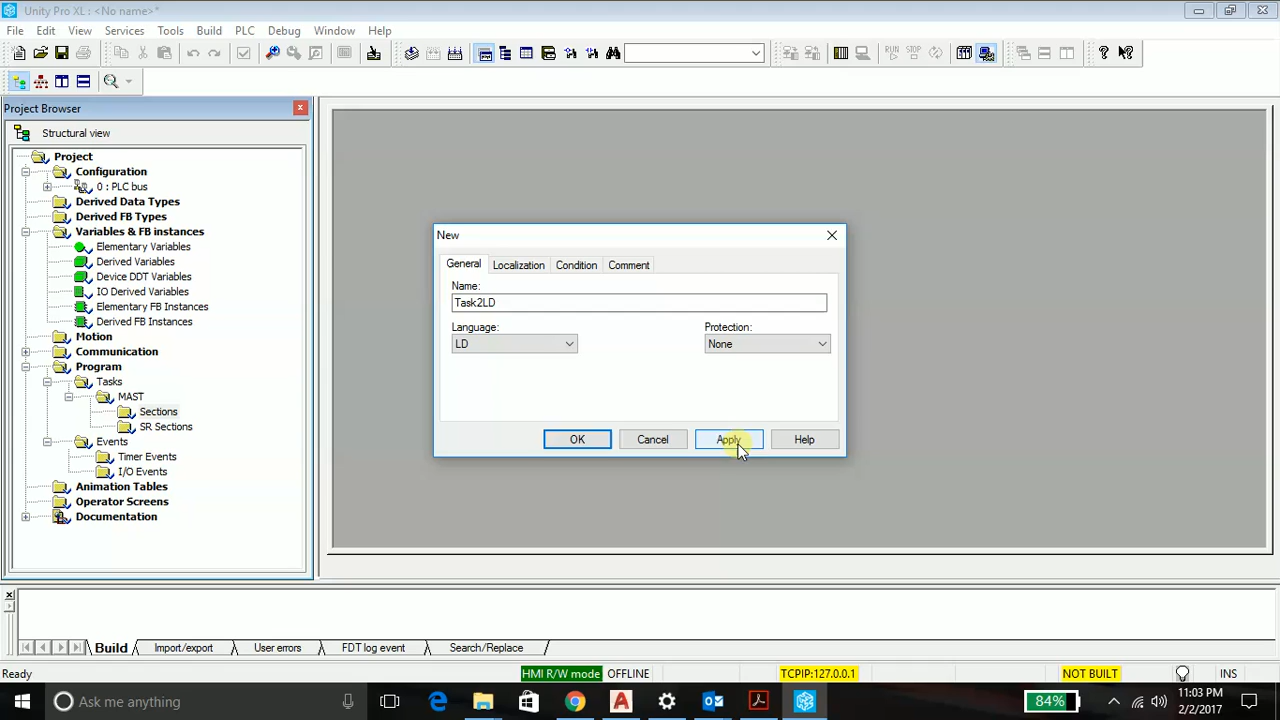 Unity Pro XL : <No name>*
File Edit View Services Tools Build PLC Debug Window Help
Project Browser
Structural view
Project
Configuration
0 : PLC bus
Derived Data Types
Derived FB Types
Variables & FB instances
Elementary Variables
Derived Variables
Device DDT Variables
IO Derived Variables
Elementary FB Instances
Derived FB Instances
Motion
Communication
Program
Tasks
MAST
Sections
SR Sections
Events
Timer Events
I/O Events
Animation Tables
Operator Screens
Documentation
New
General Localization Condition Comment
Name:
Task2LD
Language: Protection:
LD None
OK Cancel Apply Help
RUN STOP
Build Import/export User errors FDT log event Search/Replace
Ready HMI R/W mode OFFLINE TCPIP:127.0.0.1 NOT BUILT INS
Ask me anything
84%
11:03 PM
2/2/2017